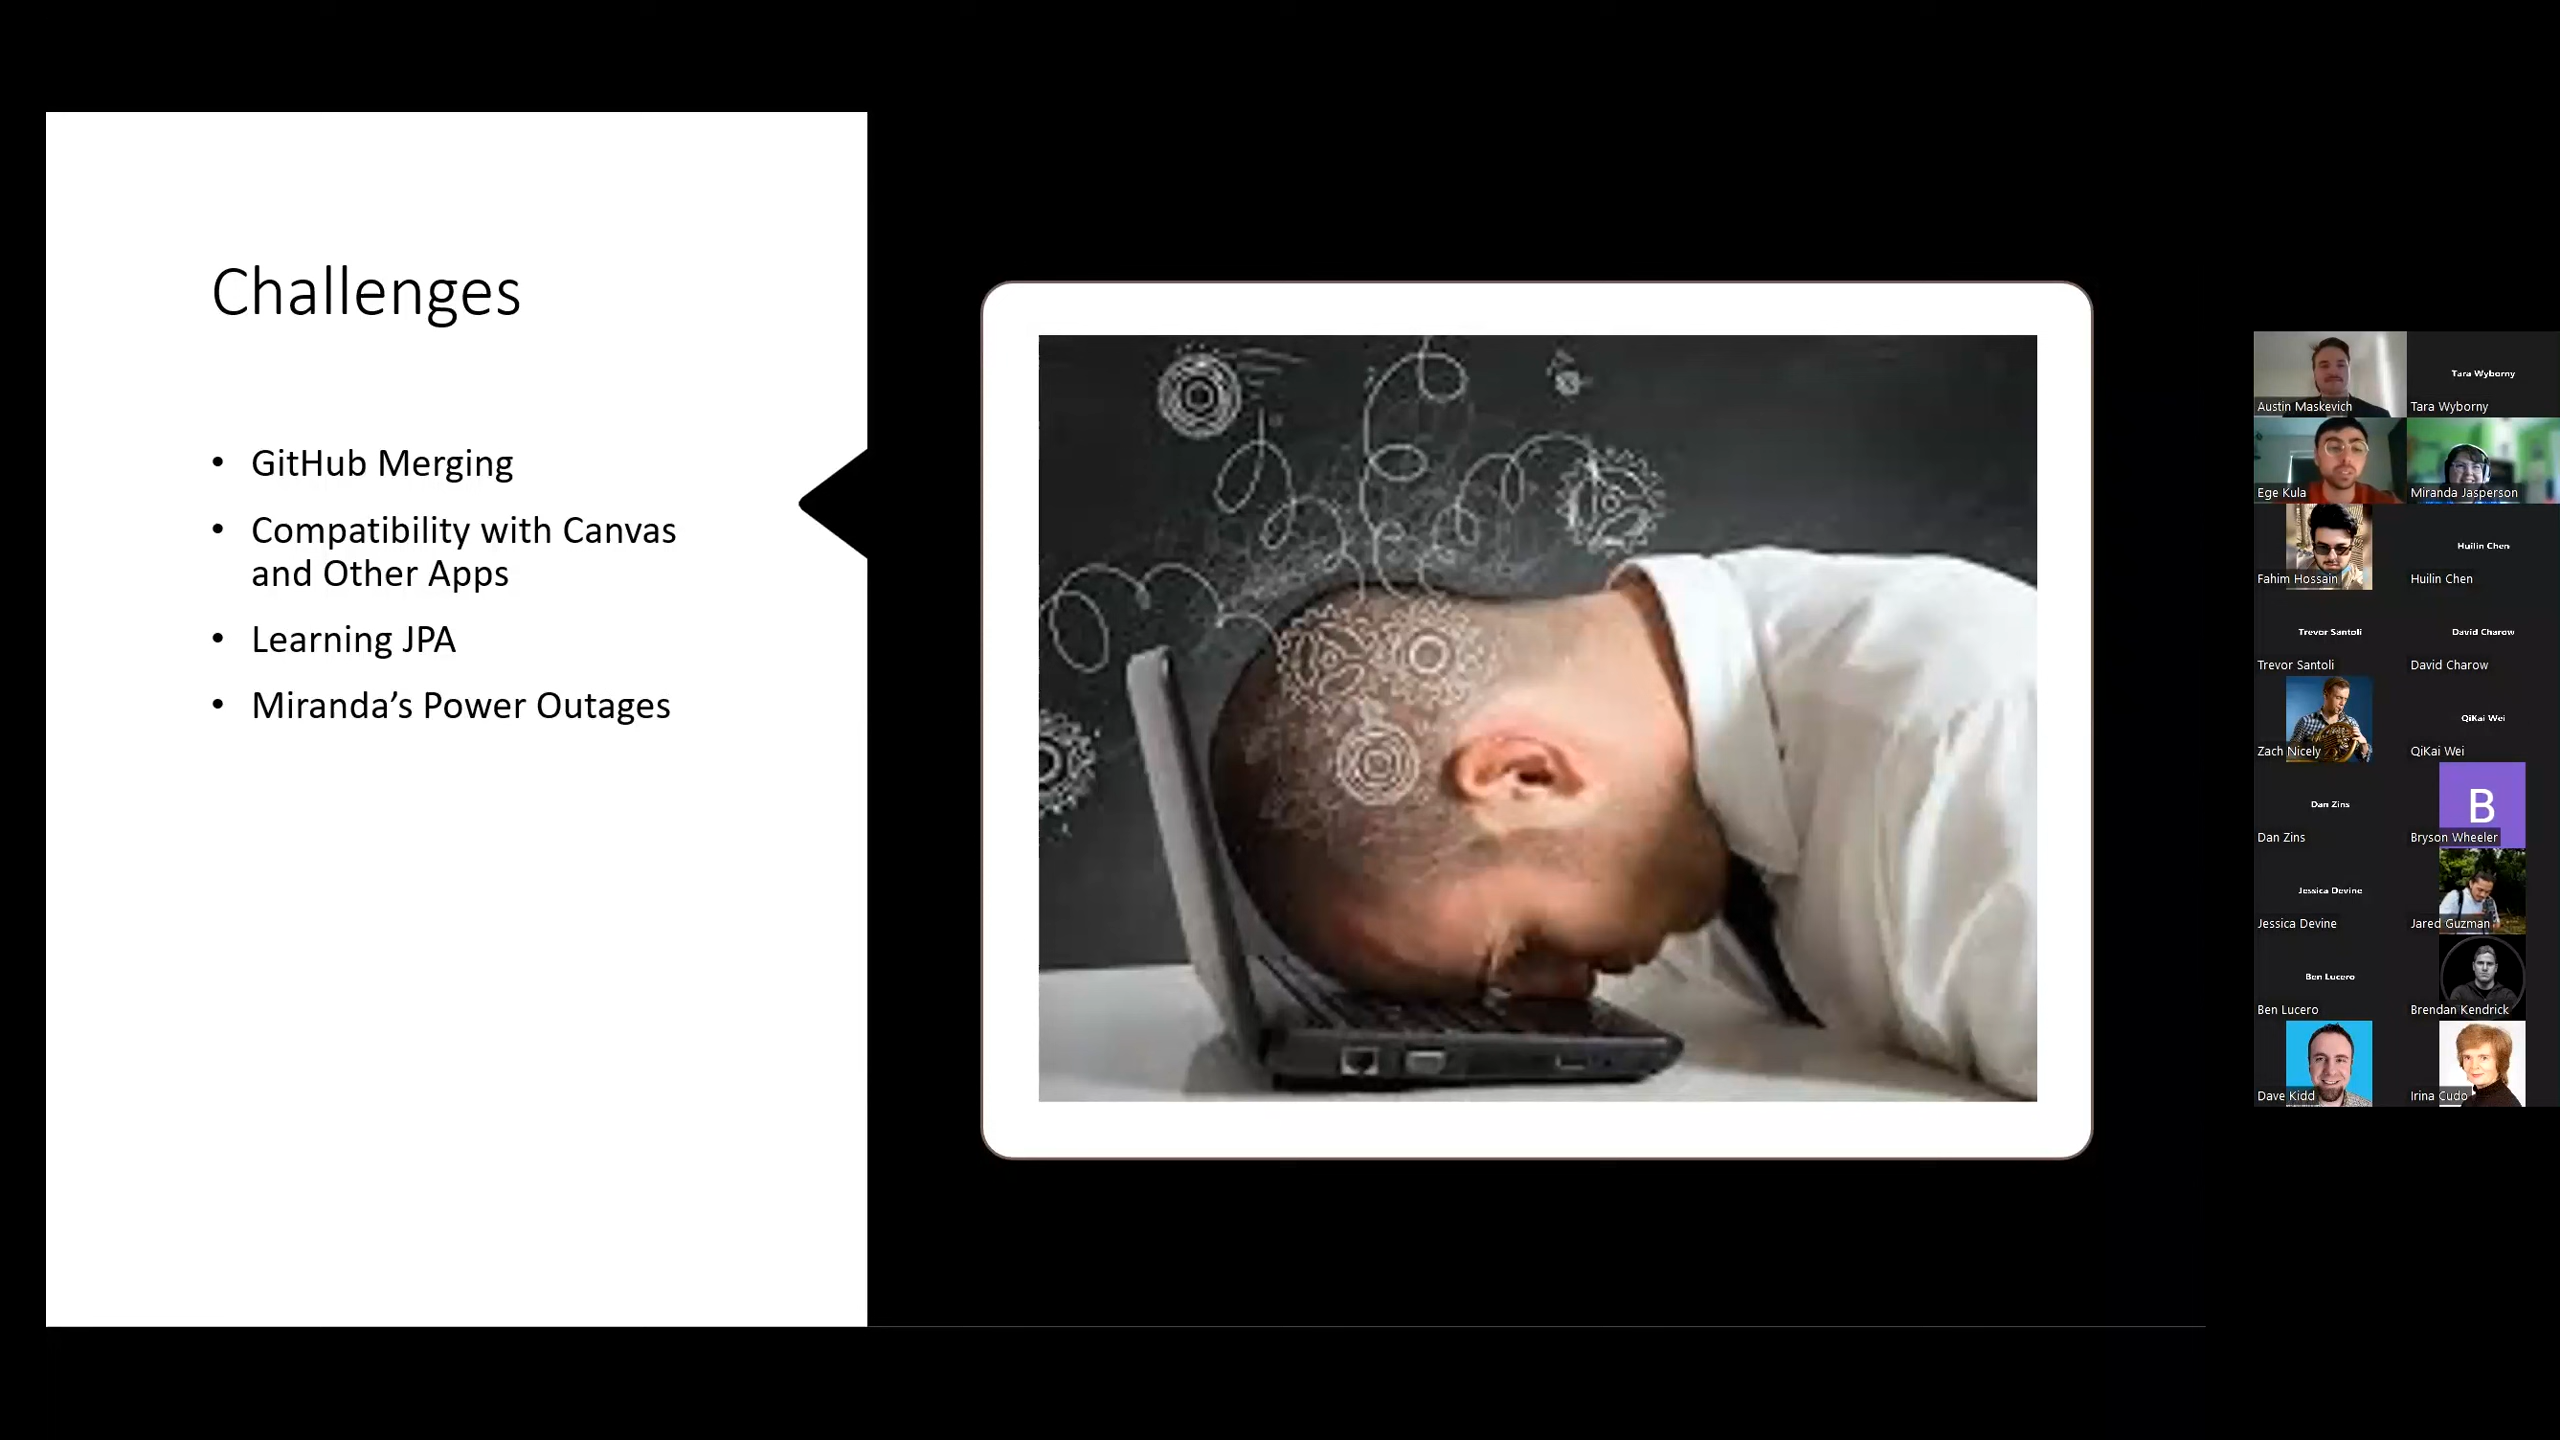 Challenges
• GitHub Merging
• Compatibility with Canvas
and Other Apps
• Learning JPA
• Miranda’s Power Outages
Austin Maskevich
Tara Wyborny
Tara Wyborny
Ege Kula
Miranda Jasperson
Fahim Hossain
Huilin Chen
Huilin Chen
Trevor Santoli
Trevor Santoli
David Charow
David Charow
Zach Nicely
QiKai Wei
QiKai Wei
Dan Zins
Dan Zins
B
Bryson Wheeler
Jessica Devine
Jessica Devine
Jared Guzman
Ben Lucero
Ben Lucero
Brendan Kendrick
Dave Kidd
Irina Cudo